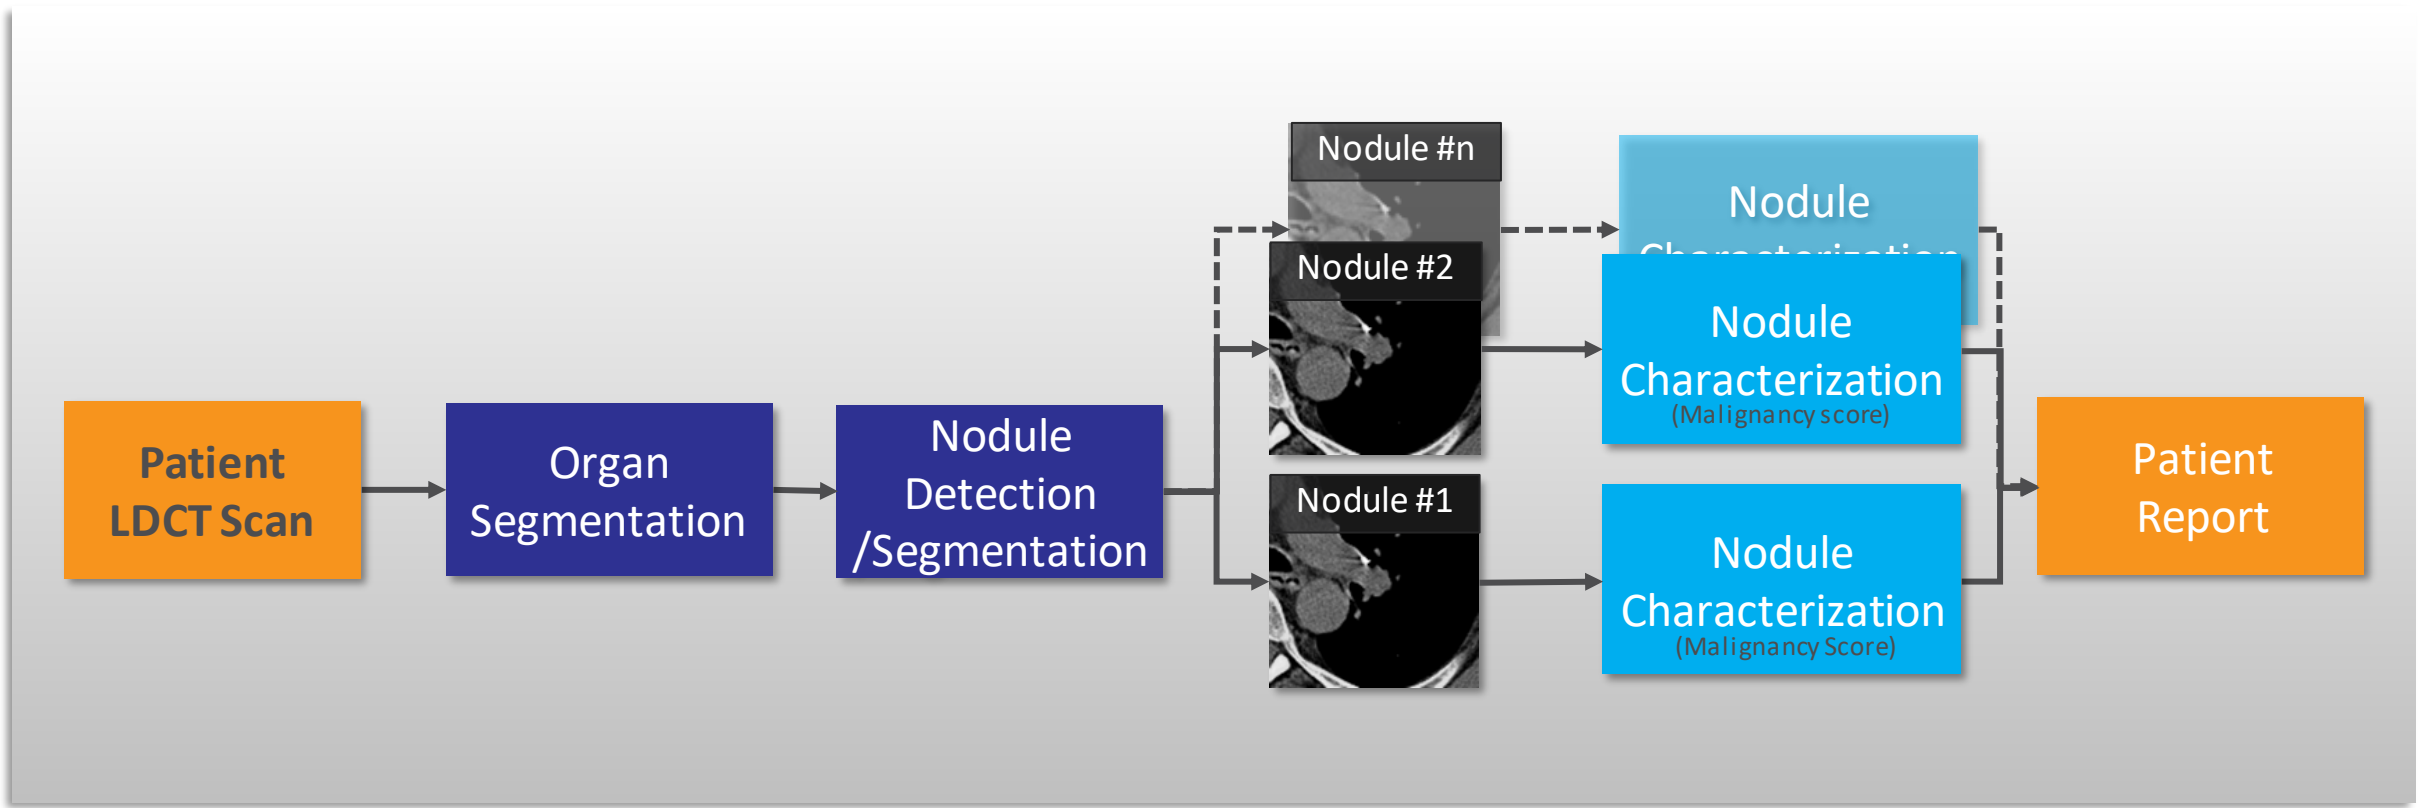 Patient
LDCT Scan
Organ
Segmentation
Nodule
Detection
/Segmentation
Nodule #n
Nodule
Characterization
Nodule #2
Nodule
Characterization
(Malignancy score)
Nodule #1
Nodule
Characterization
(Malignancy Score)
Patient
Report